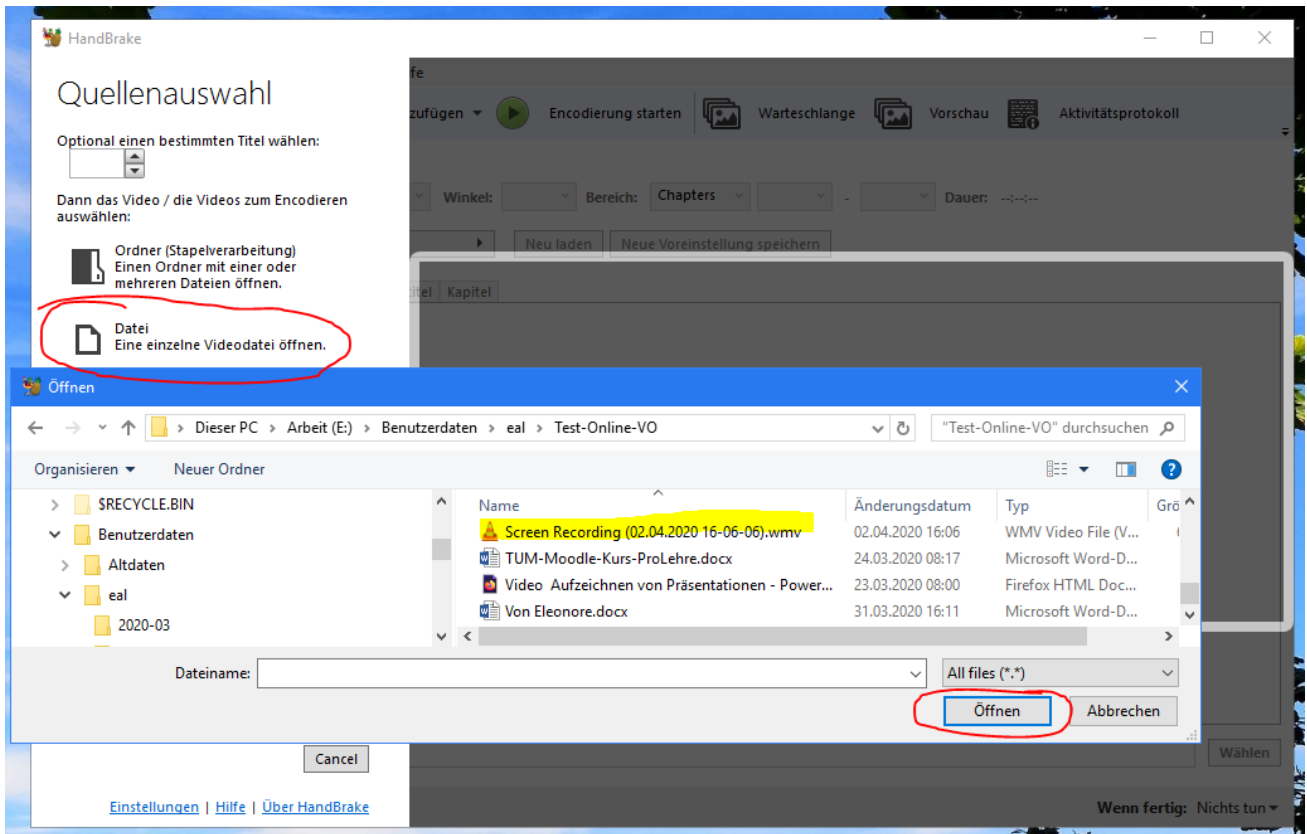 HandBrake
Quellenauswahl
fe
Optional einen bestimmten Titel wählen:
zufügen Encodierung starten Warteschlange Vorschau Aktivitätsprotokoll
Dann das Video / die Videos zum Encodieren
auswählen:
Winkel: Bereich: Chapters - Dauer: --:--:--
Ordner (Stapelverarbeitung)
Einen Ordner mit einer oder
mehreren Dateien öffnen.
Neu laden Neue Voreinstellung speichern
titel Kapitel
Datei
Eine einzelne Videodatei öffnen.
Öffnen
Dieser PC > Arbeit (E:) > Benutzerdaten > eal > Test-Online-VO
"Test-Online-VO" durchsuchen
Organisieren Neuer Ordner
$RECYCLE.BIN
Benutzerdaten
Altdaten
eal
2020-03
Name Änderungsdatum Typ Grö
Screen Recording (02.04.2020 16-06-06).wmv 02.04.2020 16:06 WMV Video File (V...
TUM-Moodle-Kurs-ProLehre.docx 24.03.2020 08:17 Microsoft Word-D...
Video Aufzeichnen von Präsentationen - Power... 23.03.2020 08:00 Firefox HTML Doc...
Von Eleonore.docx 31.03.2020 16:11 Microsoft Word-D...
Dateiname: All files (*.*)
Öffnen Abbrechen
Cancel
Wählen
Einstellungen | Hilfe | Über HandBrake
Wenn fertig: Nichts tun